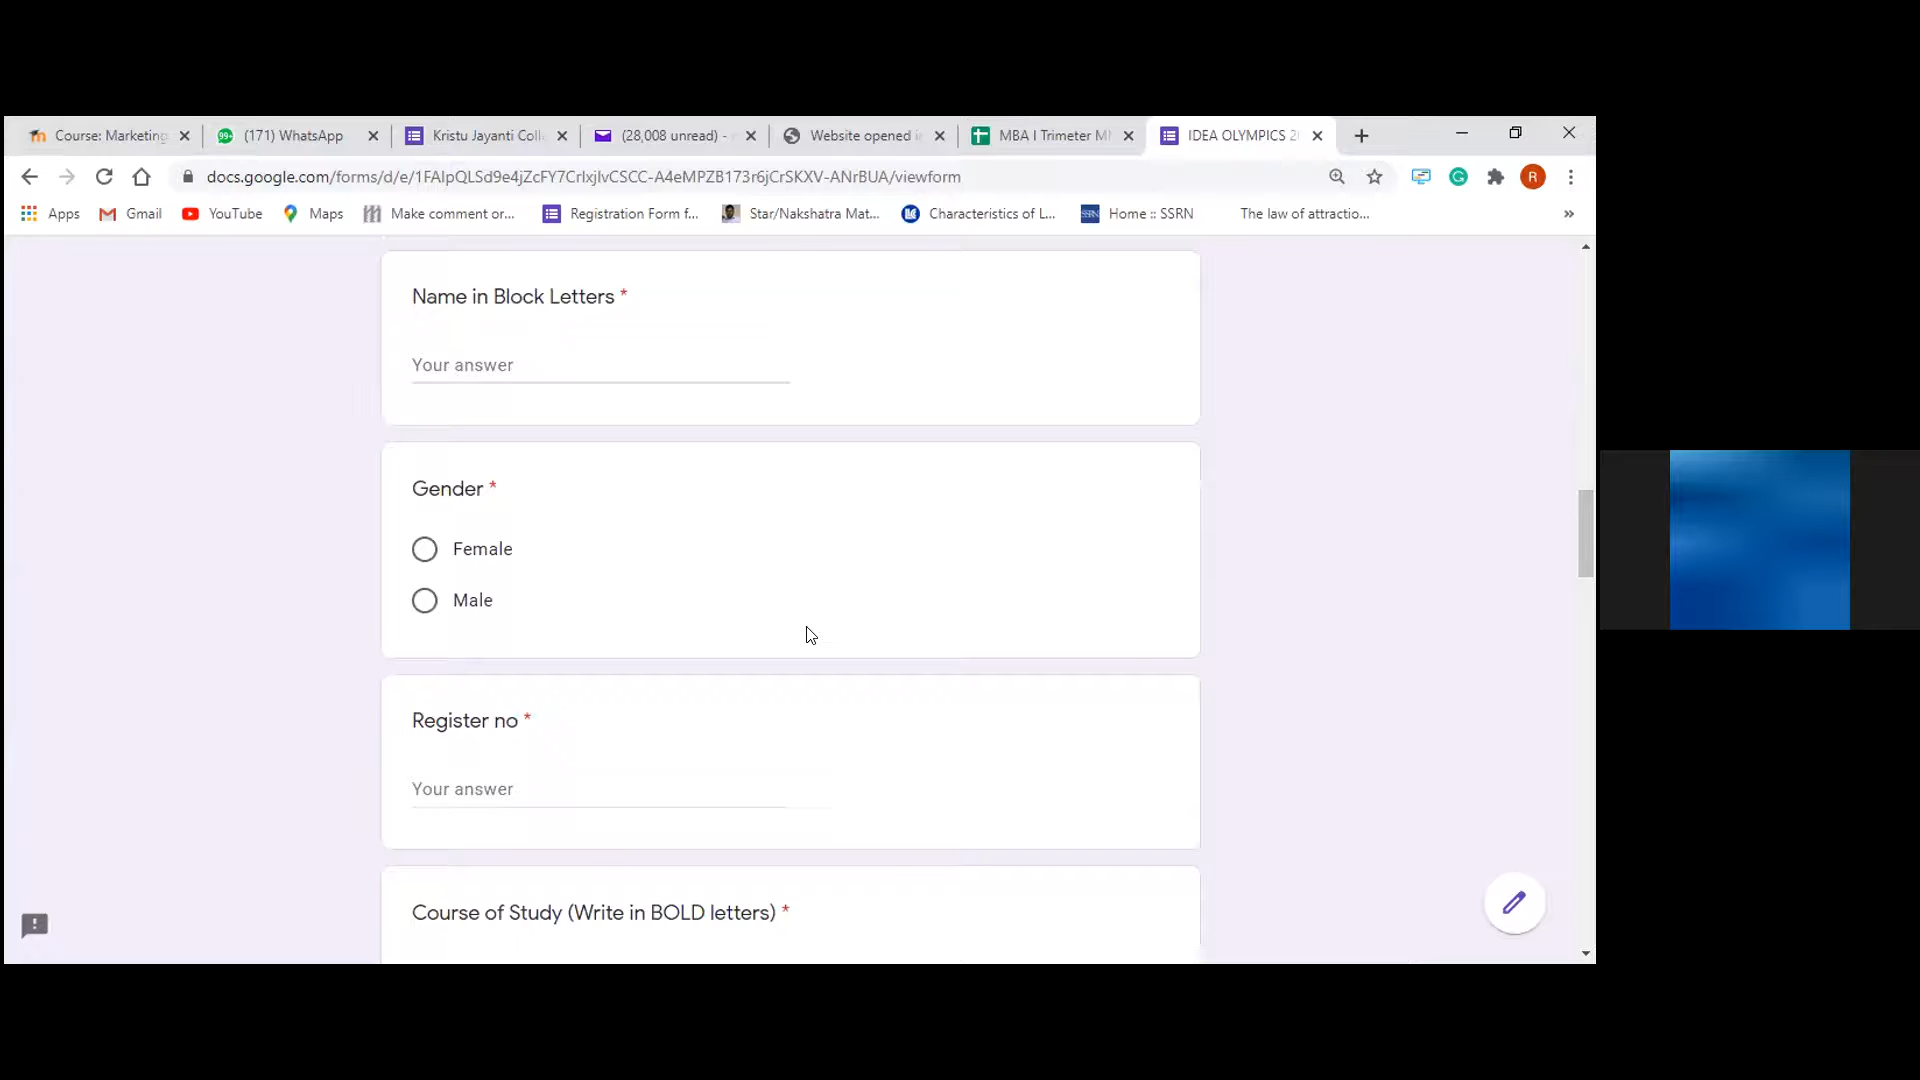 Course: Marketing
99+ (171) WhatsApp
Kristu Jayanti Coll
(28,008 unread) -
Website opened i
MBA I Trimeter M
IDEA OLYMPICS 2
docs.google.com/forms/d/e/1FAIpQLSd9e4jZcFY7CrIxjIvCSCC-A4eMPZB173r6jCrSKXV-ANrBUA/viewform
R
Apps
Gmail
YouTube
Maps
Make comment or...
Registration Form f...
Star/Nakshatra Mat...
Characteristics of L...
SSRN Home :: SSRN
The law of attractio...
»
Name in Block Letters *
Your answer
Gender *
Female
Male
Register no *
Your answer
Course of Study (Write in BOLD letters) *